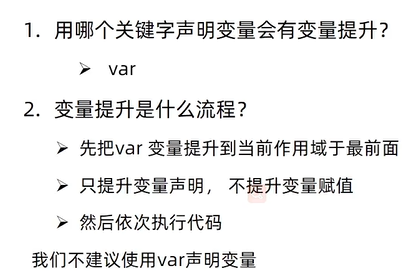 1. 用哪个关键字声明变量会有变量提升?
➢ var
2. 变量提升是什么流程?
➢ 先把var 变量提升到当前作用域于最前面
➢ 只提升变量声明， 不提升变量赋值
➢ 然后依次执行代码
我们不建议使用var声明变量